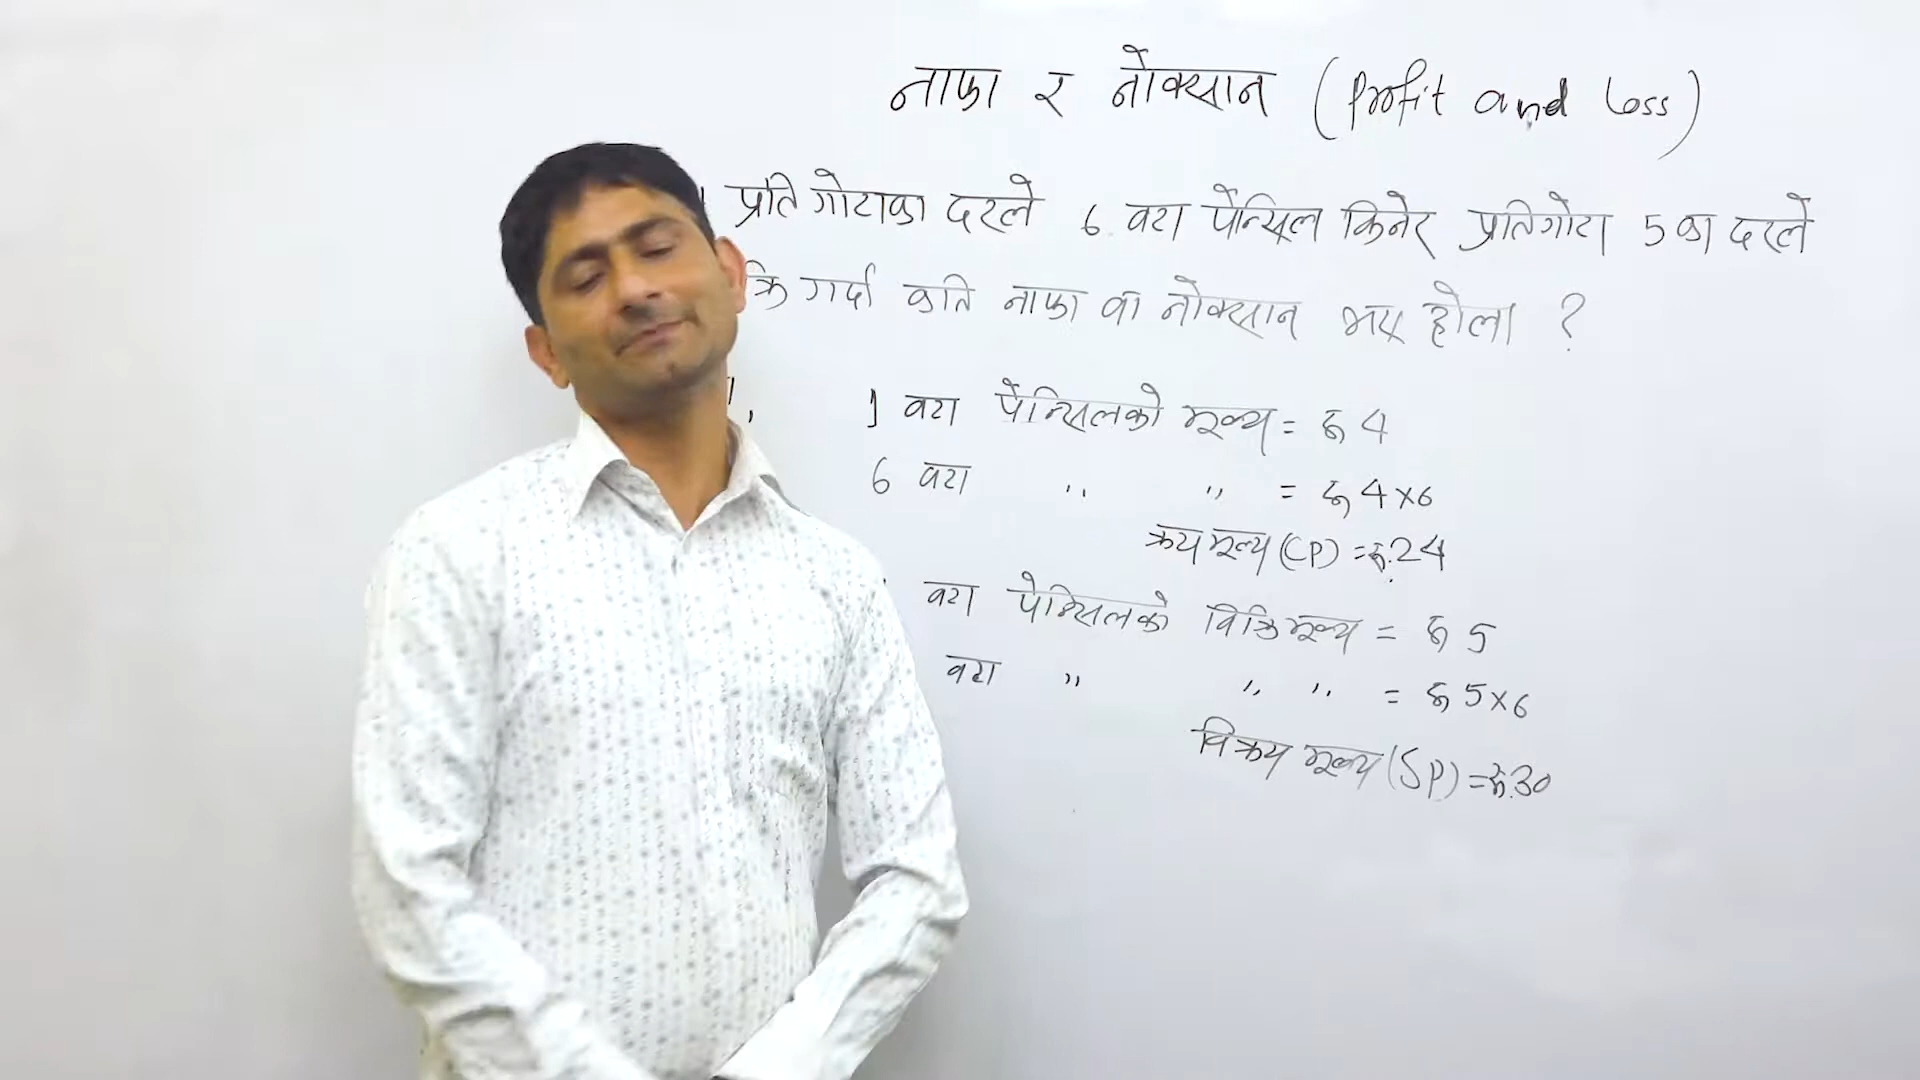 नाफा र नोक्सान (Profit and Loss)
प्रति गोटाका दरले 6 वटा पेन्सिल किनेर प्रतिगोटा 5 का दरले
क्रि गर्दा कति नाफा वा नोक्सान भए होला ?
1 वटा पेन्सिलको मूल्य = रु 4
6 वटा " " = रु 4×6
क्रय मूल्य (CP) = रु.24
वटा पेन्सिलको विक्रि मूल्य = रु 5
वटा " " " = रु 5×6
विक्रय मूल्य (SP) = रु.30